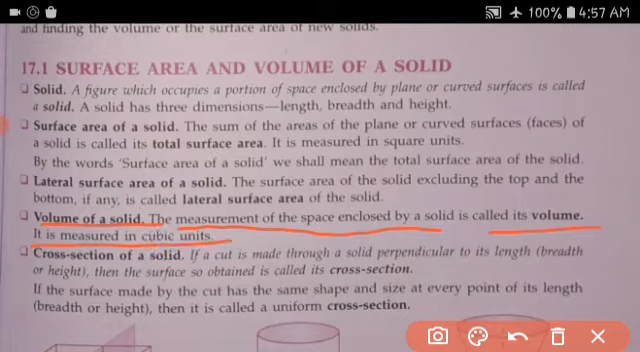 100% 4:57 AM
and finding the volume or the surface area of new solids.
17.1 SURFACE AREA AND VOLUME OF A SOLID
❑ Solid. A figure which occupies a portion of space enclosed by plane or curved surfaces is called
a solid. A solid has three dimensions—length, breadth and height.
❑ Surface area of a solid. The sum of the areas of the plane or curved surfaces (faces) of
a solid is called its total surface area. It is measured in square units.
By the words ‘Surface area of a solid’ we shall mean the total surface area of the solid.
❑ Lateral surface area of a solid. The surface area of the solid excluding the top and the
bottom, if any, is called lateral surface area of the solid.
❑ Volume of a solid. The measurement of the space enclosed by a solid is called its volume.
It is measured in cubic units.
❑ Cross-section of a solid. If a cut is made through a solid perpendicular to its length (breadth
or height), then the surface so obtained is called its cross-section.
If the surface made by the cut has the same shape and size at every point of its length
(breadth or height), then it is called a uniform cross-section.